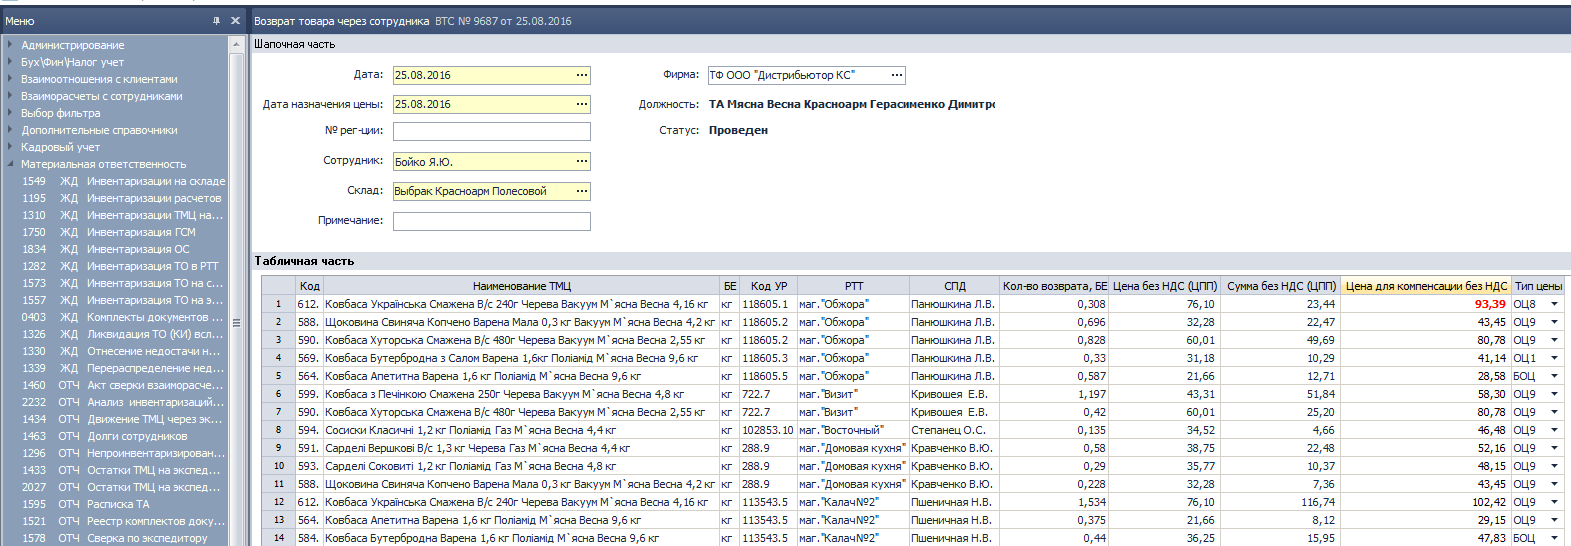 Меню
Администрирование
Бух\Фин\Налог учет
Взаимоотношения с клиентами
Взаиморасчеты с сотрудниками
Выбор фильтра
Дополнительные справочники
Кадровый учет
Материальная ответственность
1549 ЖД Инвентаризации на складе
1195 ЖД Инвентаризации расчетов
1310 ЖД Инвентаризации ТМЦ на...
1750 ЖД Инвентаризация ГСМ
1834 ЖД Инвентаризация ОС
1282 ЖД Инвентаризация ТО в РТТ
1573 ЖД Инвентаризация ТО на с...
1557 ЖД Инвентаризация ТО на э...
0403 ЖД Комплекты документов ...
1326 ЖД Ликвидация ТО (КИ) всл...
1330 ЖД Отнесение недостачи н...
1339 ЖД Перераспределение нед...
1460 ОТЧ Акт сверки взаиморасче...
2232 ОТЧ Анализ инвентаризаций...
1434 ОТЧ Движение ТМЦ через эк...
1463 ОТЧ Долги сотрудников
1296 ОТЧ Непроинвентаризирован...
1433 ОТЧ Остатки ТМЦ на экспед...
2027 ОТЧ Остатки ТМЦ на экспед...
1595 ОТЧ Расписка ТА
1521 ОТЧ Реестр комплектов доку...
1578 ОТЧ Сверка по экспедитору
Возврат товара через сотрудника ВТС № 9687 от 25.08.2016
Шапочная часть
Дата: 25.08.2016 ... Фирма: ТФ ООО "Дистрибьютор КС" ...
Дата назначения цены: 25.08.2016 ... Должность: ТА Мясна Весна Красноарм Герасименко Димитрo
№ рег-ции: Статус: Проведен
Сотрудник: Бойко Я.Ю. ...
Склад: Выбрак Красноарм Полесовой ...
Примечание:
Табличная часть
Код Наименование ТМЦ БЕ Код УР РТТ СПД Кол-во возврата, БЕ Цена без НДС (ЦПП) Сумма без НДС (ЦПП) Цена для компенсации без НДС Тип цены
1 612. Ковбаса Українська Смажена В/с 240г Черева Вакуум М`ясна Весна 4,16 кг кг 118605.1 маг."Обжора" Панюшкина Л.В. 0,308 76,10 23,44 93,39 ОЦ8
2 588. Щоковина Свиняча Копчено Варена Мала 0,3 кг Вакуум М`ясна Весна 4,2 кг кг 118605.2 маг."Обжора" Панюшкина Л.В. 0,696 32,28 22,47 43,45 ОЦ9
3 590. Ковбаса Хуторська Смажена В/с 480г Черева Вакуум М`ясна Весна 2,55 кг кг 118605.2 маг."Обжора" Панюшкина Л.В. 0,828 60,01 49,69 80,78 ОЦ9
4 569. Ковбаса Бутербродна з Салом Варена 1,6кг Поліамід М`ясна Весна 9,6 кг кг 118605.3 маг."Обжора" Панюшкина Л.В. 0,33 31,18 10,29 41,14 ОЦ1
5 564. Ковбаса Апетитна Варена 1,6 кг Поліамід М`ясна Весна 9,6 кг кг 118605.5 маг."Обжора" Панюшкина Л.В. 0,587 21,66 12,71 28,58 БОЦ
6 599. Ковбаса з Печінкою Смажена 250г Черева Вакуум М`ясна Весна 4,8 кг кг 722.7 маг."Визит" Кривошея Е.В. 1,197 43,31 51,84 58,30 ОЦ9
7 590. Ковбаса Хуторська Смажена В/с 480г Черева Вакуум М`ясна Весна 2,55 кг кг 722.7 маг."Визит" Кривошея Е.В. 0,42 60,01 25,20 80,78 ОЦ9
8 594. Сосиски Класичні 1,2 кг Поліамід Газ М`ясна Весна 4,4 кг кг 102853.10 маг."Восточный" Степанец О.С. 0,135 34,52 4,66 46,48 ОЦ9
9 591. Сарделі Вершкові В/с 1,3 кг Черева Газ М`ясна Весна 4,4 кг кг 288.9 маг."Домовая кухня" Кравченко В.Ю. 0,58 38,75 22,48 52,16 ОЦ9
10 593. Сарделі Соковиті 1,2 кг Поліамід Газ М`ясна Весна 4,8 кг кг 288.9 маг."Домовая кухня" Кравченко В.Ю. 0,29 35,77 10,37 48,15 ОЦ9
11 588. Щоковина Свиняча Копчено Варена Мала 0,3 кг Вакуум М`ясна Весна 4,2 кг кг 288.9 маг."Домовая кухня" Кравченко В.Ю. 0,228 32,28 7,36 43,45 ОЦ9
12 612. Ковбаса Українська Смажена В/с 240г Черева Вакуум М`ясна Весна 4,16 кг кг 113543.5 маг."Калач№2" Пшеничная Н.В. 1,534 76,10 116,74 102,42 ОЦ9
13 564. Ковбаса Апетитна Варена 1,6 кг Поліамід М`ясна Весна 9,6 кг кг 113543.5 маг."Калач№2" Пшеничная Н.В. 0,375 21,66 8,12 29,15 ОЦ9
14 584. Ковбаса Бутербродна Варена 1,6 кг Поліамід М`ясна Весна 9,6 кг кг 113543.5 маг."Калач№2" Пшеничная Н.В. 0,44 36,25 15,95 47,83 БОЦ